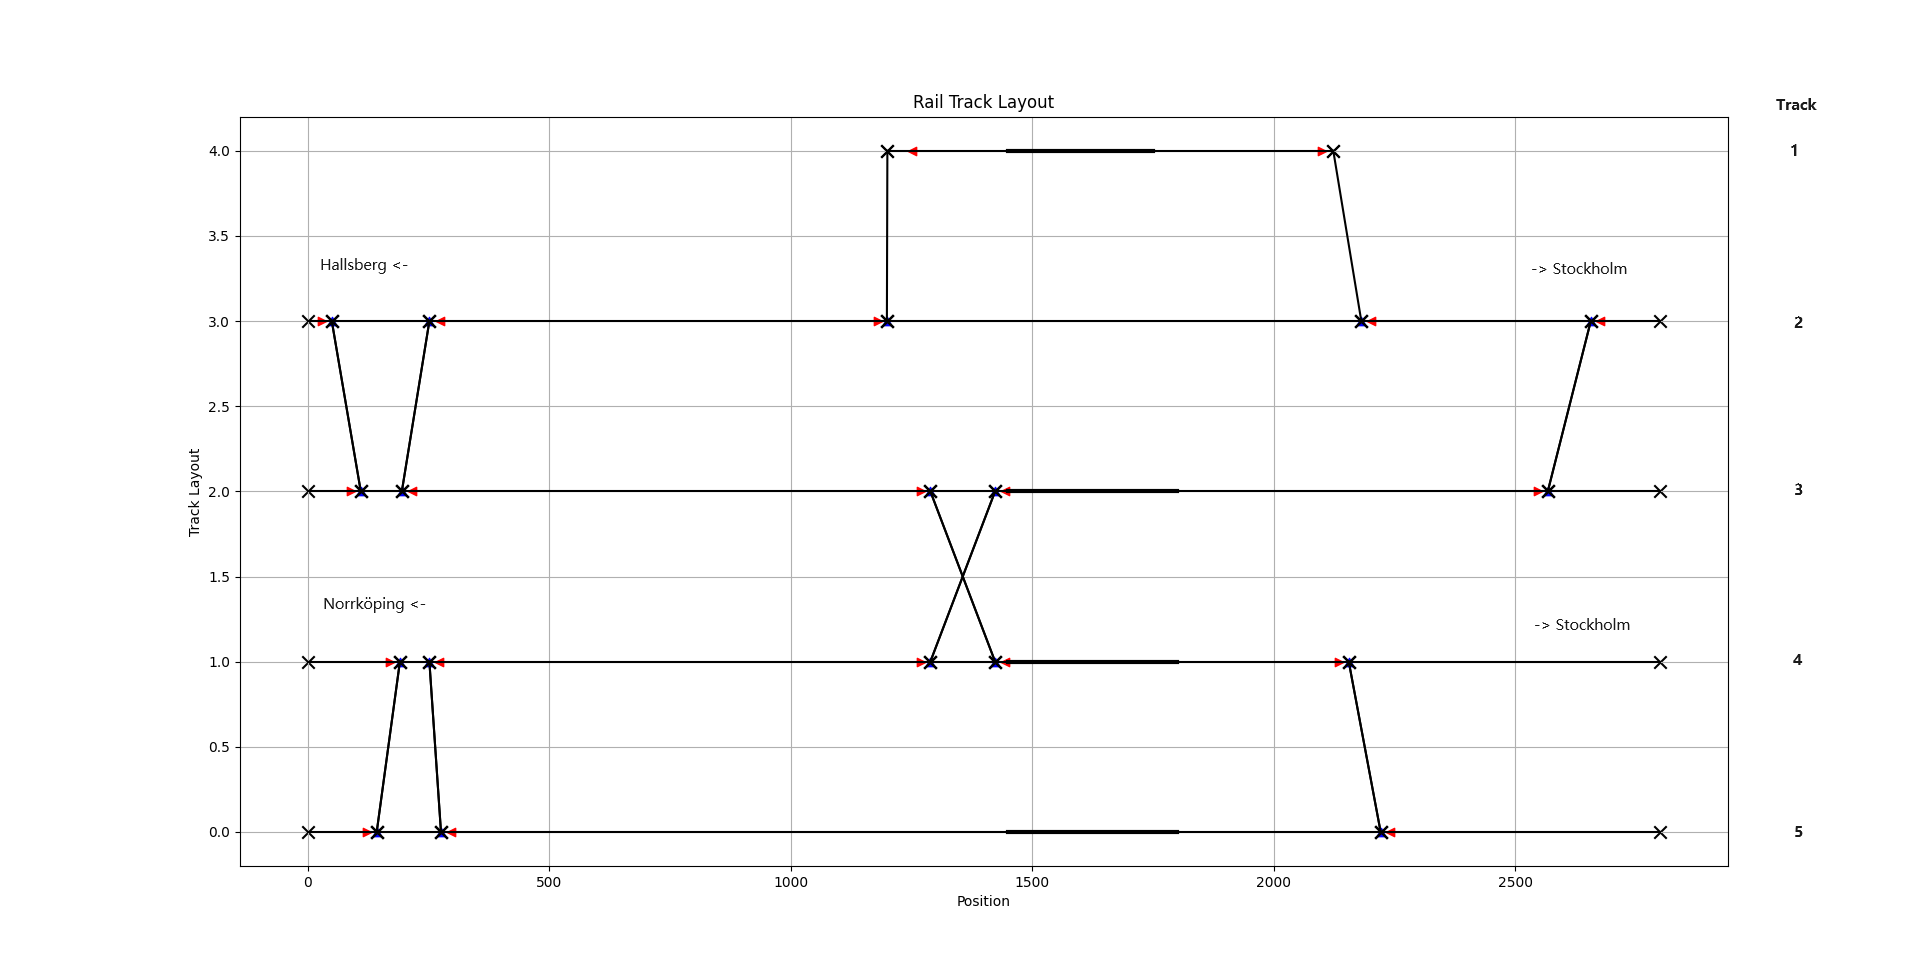 Rail Track Layout
Track
4.0
1
3.5
Hallsberg <-
-> Stockholm
3.0
2
2.5
Track Layout
2.0
3
1.5
Norrköping <-
-> Stockholm
1.0
4
0.5
0.0
5
0 500 1000 1500 2000 2500
Position